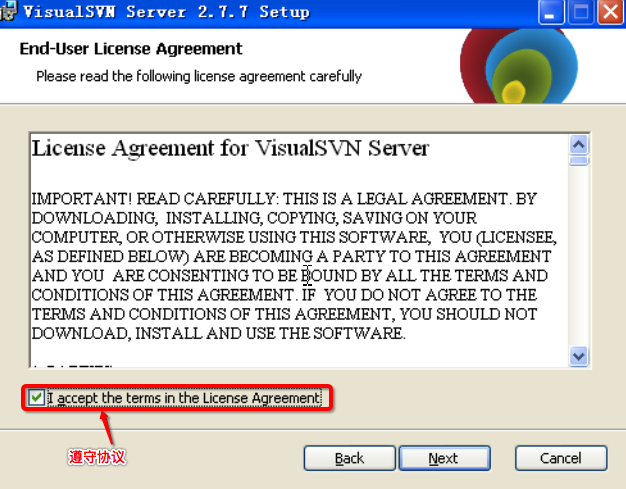 VisualSVN Server 2.7.7 Setup
End-User License Agreement
Please read the following license agreement carefully
License Agreement for VisualSVN Server
IMPORTANT! READ CAREFULLY: THIS IS A LEGAL AGREEMENT. BY
DOWNLOADING, INSTALLING, COPYING, SAVING ON YOUR
COMPUTER, OR OTHERWISE USING THIS SOFTWARE, YOU (LICENSEE,
AS DEFINED BELOW) ARE BECOMING A PARTY TO THIS AGREEMENT
AND YOU ARE CONSENTING TO BE BOUND BY ALL THE TERMS AND
CONDITIONS OF THIS AGREEMENT. IF YOU DO NOT AGREE TO THE
TERMS AND CONDITIONS OF THIS AGREEMENT, YOU SHOULD NOT
DOWNLOAD, INSTALL AND USE THE SOFTWARE.
I accept the terms in the License Agreement
遵守协议
Back Next Cancel